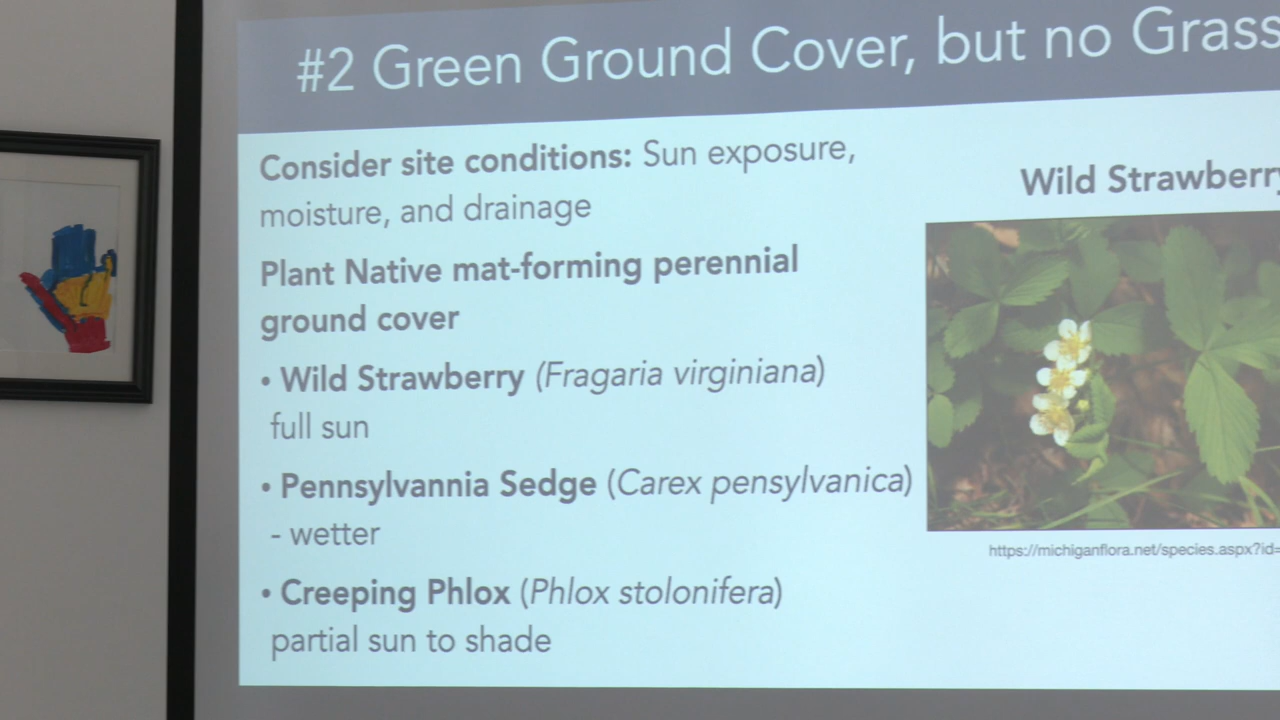 #2 Green Ground Cover, but no Grass
Consider site conditions: Sun exposure,
moisture, and drainage
Plant Native mat-forming perennial
ground cover
• Wild Strawberry (Fragaria virginiana)
full sun
• Pennsylvannia Sedge (Carex pensylvanica)
- wetter
• Creeping Phlox (Phlox stolonifera)
partial sun to shade
Wild Strawberry
https://michiganflora.net/species.aspx?id=